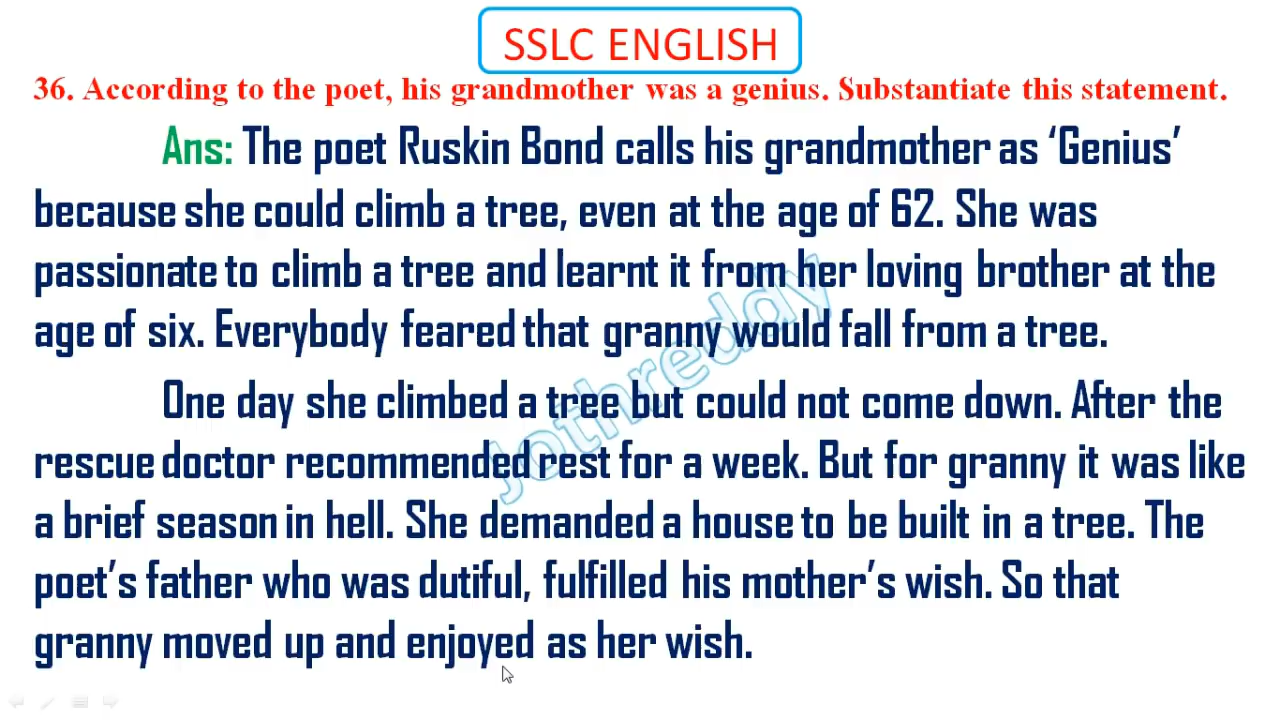 SSLC ENGLISH
36. According to the poet, his grandmother was a genius. Substantiate this statement.
Ans: The poet Ruskin Bond calls his grandmother as ‘Genius’
because she could climb a tree, even at the age of 62. She was
passionate to climb a tree and learnt it from her loving brother at the
age of six. Everybody feared that granny would fall from a tree.
One day she climbed a tree but could not come down. After the
rescue doctor recommended rest for a week. But for granny it was like
a brief season in hell. She demanded a house to be built in a tree. The
poet’s father who was dutiful, fulfilled his mother’s wish. So that
granny moved up and enjoyed as her wish.
Jothreday